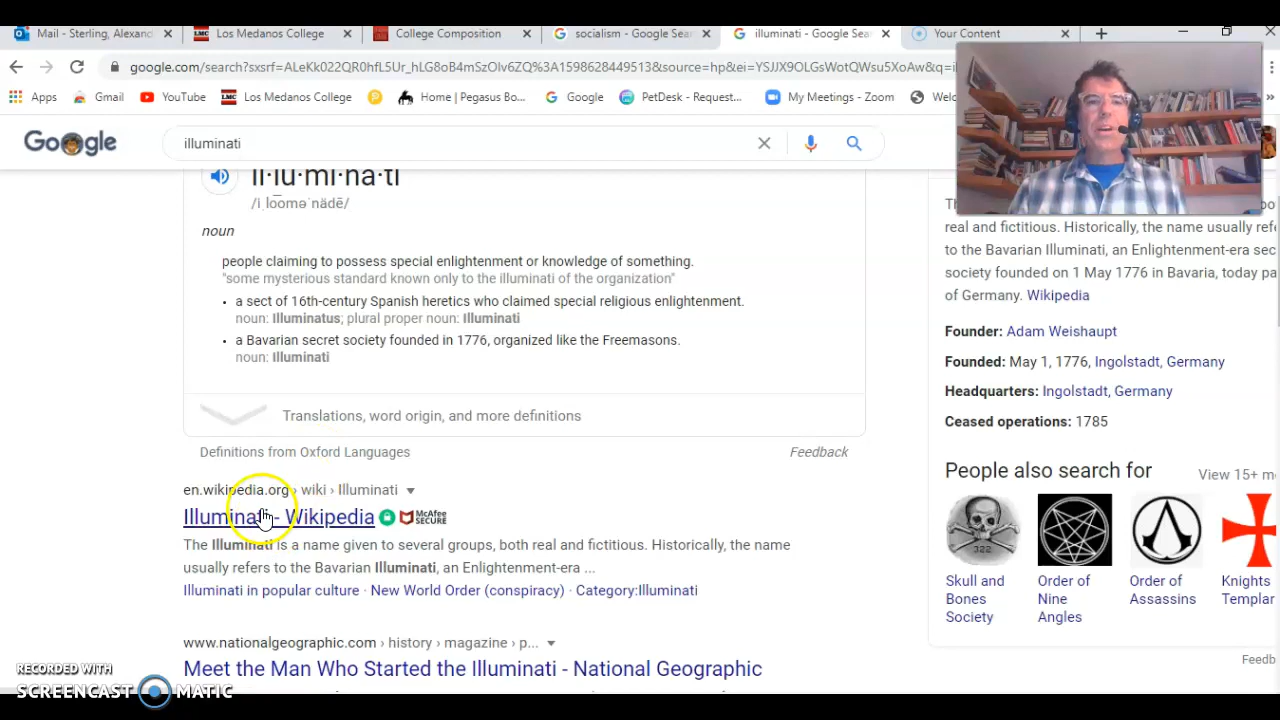 Mail - Sterling, Alexand
Los Medanos College
College Composition
socialism - Google Sea
illuminati - Google Sea
Your Content
google.com/search?sxsrf=ALeKk022QR0hfL5Ur_hLG8oB4mSzOlv6ZQ%3A1598628449513&source=hp&ei=YSJJX9OLGsWotQWsu5XoAw&q=i
Apps
Gmail
YouTube
LMC
Los Medanos College
Home | Pegasus Bo...
Google
PetDesk - Request...
My Meetings - Zoom
Welc
Google
illuminati
il·lu·mi·na·ti
/iˌlo͞oməˈnädē/
noun
people claiming to possess special enlightenment or knowledge of something.
"some mysterious standard known only to the illuminati of the organization"
• a sect of 16th-century Spanish heretics who claimed special religious enlightenment.
noun: Illuminatus; plural proper noun: Illuminati
• a Bavarian secret society founded in 1776, organized like the Freemasons.
noun: Illuminati
Translations, word origin, and more definitions
Definitions from Oxford Languages
Feedback
en.wikipedia.org › wiki › Illuminati
Illuminati - Wikipedia
McAfee
SECURE
The Illuminati is a name given to several groups, both real and fictitious. Historically, the name
usually refers to the Bavarian Illuminati, an Enlightenment-era ...
Illuminati in popular culture · New World Order (conspiracy) · Category:Illuminati
www.nationalgeographic.com › history › magazine › p...
Meet the Man Who Started the Illuminati - National Geographic
real and fictitious. Historically, the name usually refe
to the Bavarian Illuminati, an Enlightenment-era sec
society founded on 1 May 1776 in Bavaria, today pa
of Germany. Wikipedia
Founder: Adam Weishaupt
Founded: May 1, 1776, Ingolstadt, Germany
Headquarters: Ingolstadt, Germany
Ceased operations: 1785
People also search for
View 15+ m
322
Skull and
Bones
Society
Order of
Nine
Angles
Order of
Assassins
Knights
Templar
Feedb
RECORDED WITH
SCREENCAST MATIC